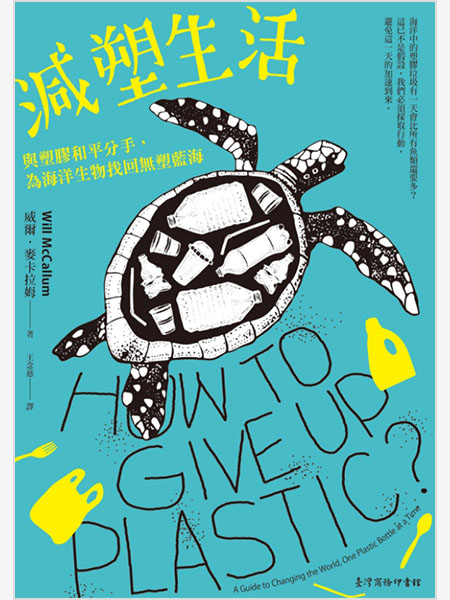 減塑生活
與塑膠和平分手，
為海洋生物找回無塑藍海
海洋中的塑膠垃圾有一天會比所有魚類還要多？
這已不是假設，我們必須採取行動，
避免這一天的加速到來。
Will McCallum
威爾・麥卡拉姆——著
王念慈——譯
HOW TO
GIVE UP
PLASTIC?
A Guide to Changing the World, One Plastic Bottle at a Time
臺灣商務印書館